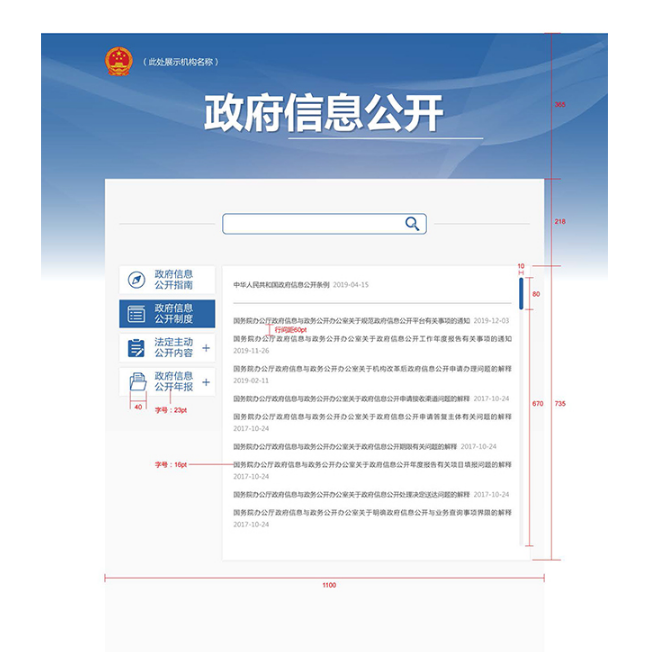 （此处展示机构名称）
政府信息公开
365
218
10
政府信息
公开指南
中华人民共和国政府信息公开条例 2019-04-15
80
政府信息
公开制度
国务院办公厅政府信息与政务公开办公室关于规范政府信息公开平台有关事项的通知 2019-12-03
行间距60pt
法定主动
公开内容 +
国务院办公厅政府信息与政务公开办公室关于政府信息公开工作年度报告有关事项的通知
2019-11-26
国务院办公厅政府信息与政务公开办公室关于机构改革后政府信息公开申请办理问题的解释
2019-02-11
政府信息
公开年报 +
国务院办公厅政府信息与政务公开办公室关于政府信息公开申请接收渠道问题的解释 2017-10-24
670
735
40
字号：23pt
国务院办公厅政府信息与政务公开办公室关于政府信息公开申请答复主体有关问题的解释
2017-10-24
国务院办公厅政府信息与政务公开办公室关于政府信息公开期限有关问题的解释 2017-10-24
字号：16pt
国务院办公厅政府信息与政务公开办公室关于政府信息公开年度报告有关项目填报问题的解释
2017-10-24
国务院办公厅政府信息与政务公开办公室关于政府信息公开处理决定送达问题的解释 2017-10-24
国务院办公厅政府信息与政务公开办公室关于明确政府信息公开与业务查询事项界限的解释
2017-10-24
1100